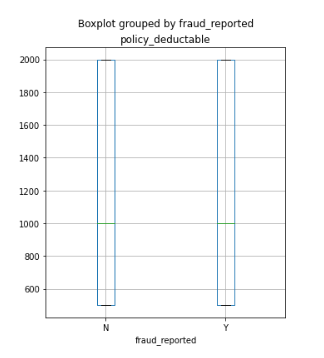 Boxplot grouped by fraud_reported
policy_deductable
2000
1800
1600
1400
1200
1000
800
600
N Y
fraud_reported